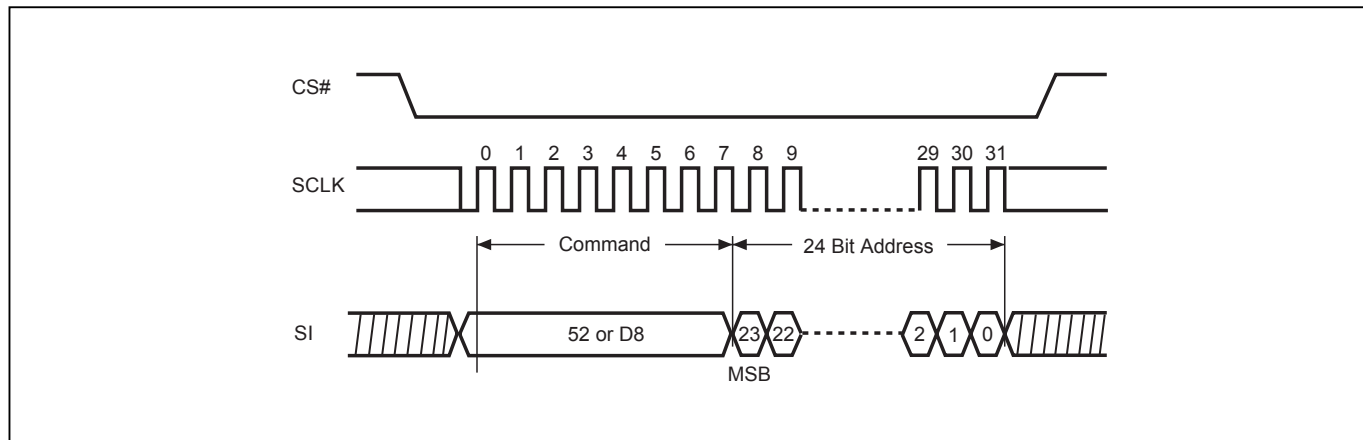 CS#
0 1 2 3 4 5 6 7 8 9 29 30 31
SCLK
Command 24 Bit Address
SI 52 or D8 23 22 2 1 0
MSB